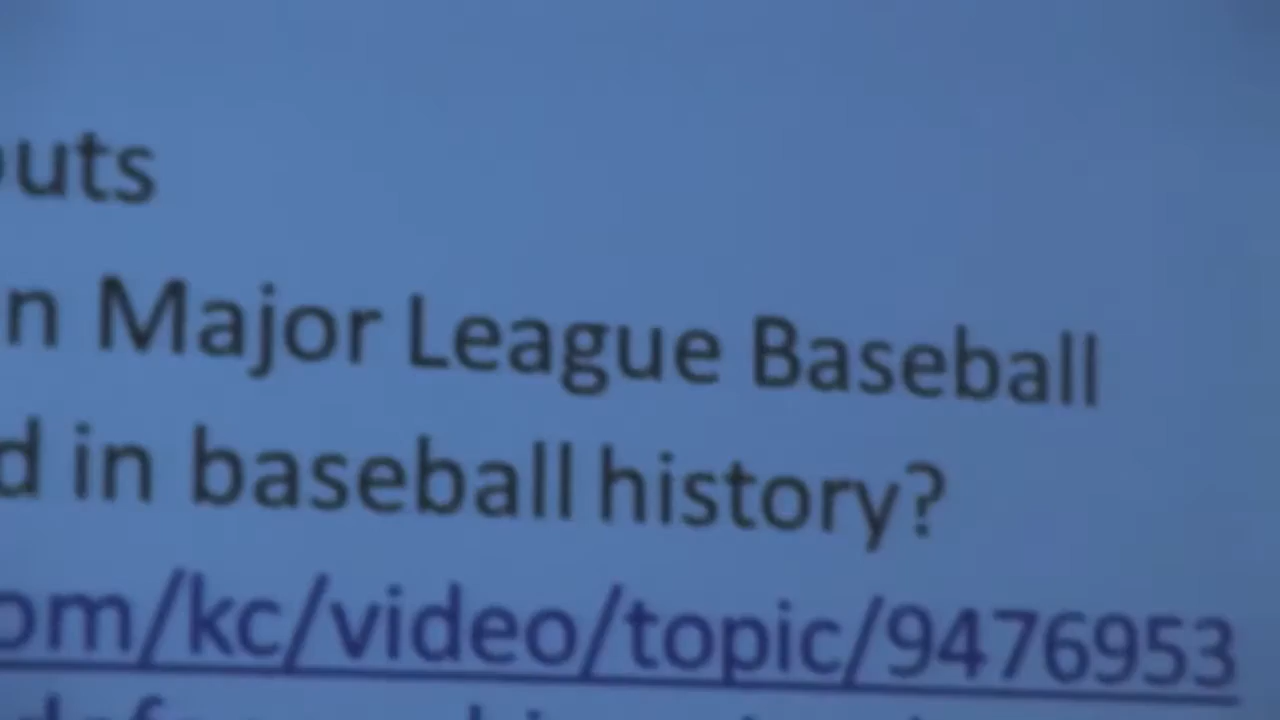 outs
n Major League Baseball
d in baseball history?
om/kc/video/topic/9476953